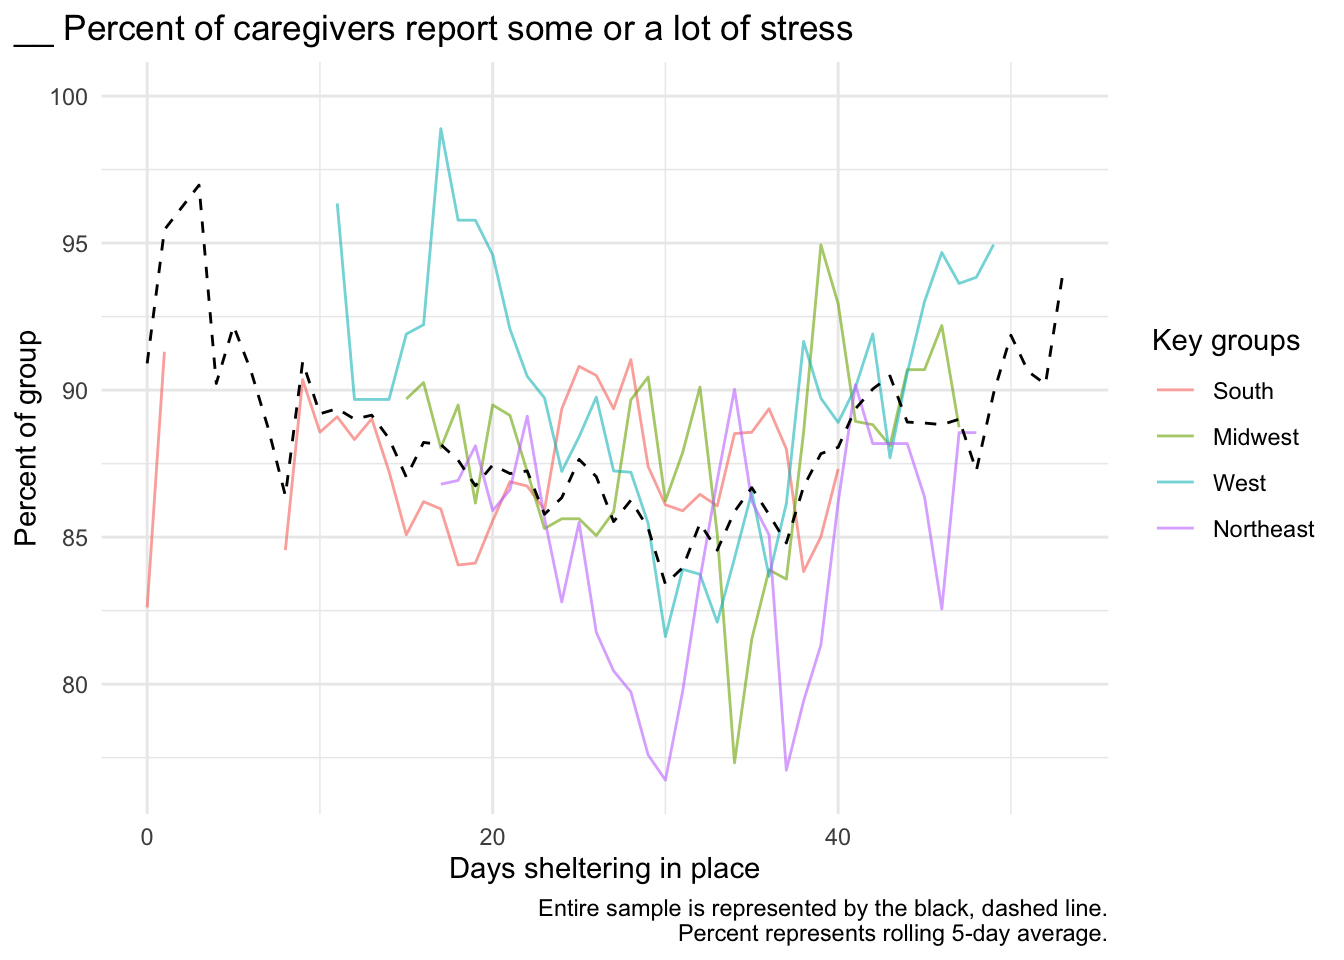 __ Percent of caregivers report some or a lot of stress
Percent of group
100
95
90
85
80
0
20
40
Days sheltering in place
Key groups
South
Midwest
West
Northeast
Entire sample is represented by the black, dashed line.
Percent represents rolling 5-day average.